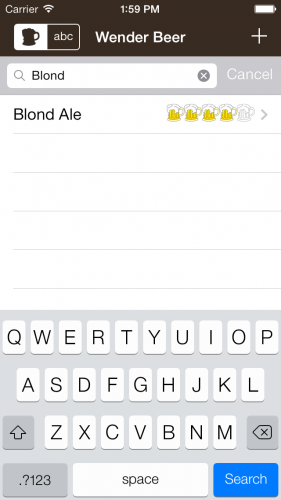 Carrier 1:59 PM
abc Wender Beer +
Blond Cancel
Blond Ale
Q W E R T Y U I O P
A S D F G H J K L
Z X C V B N M
.?123 space Search